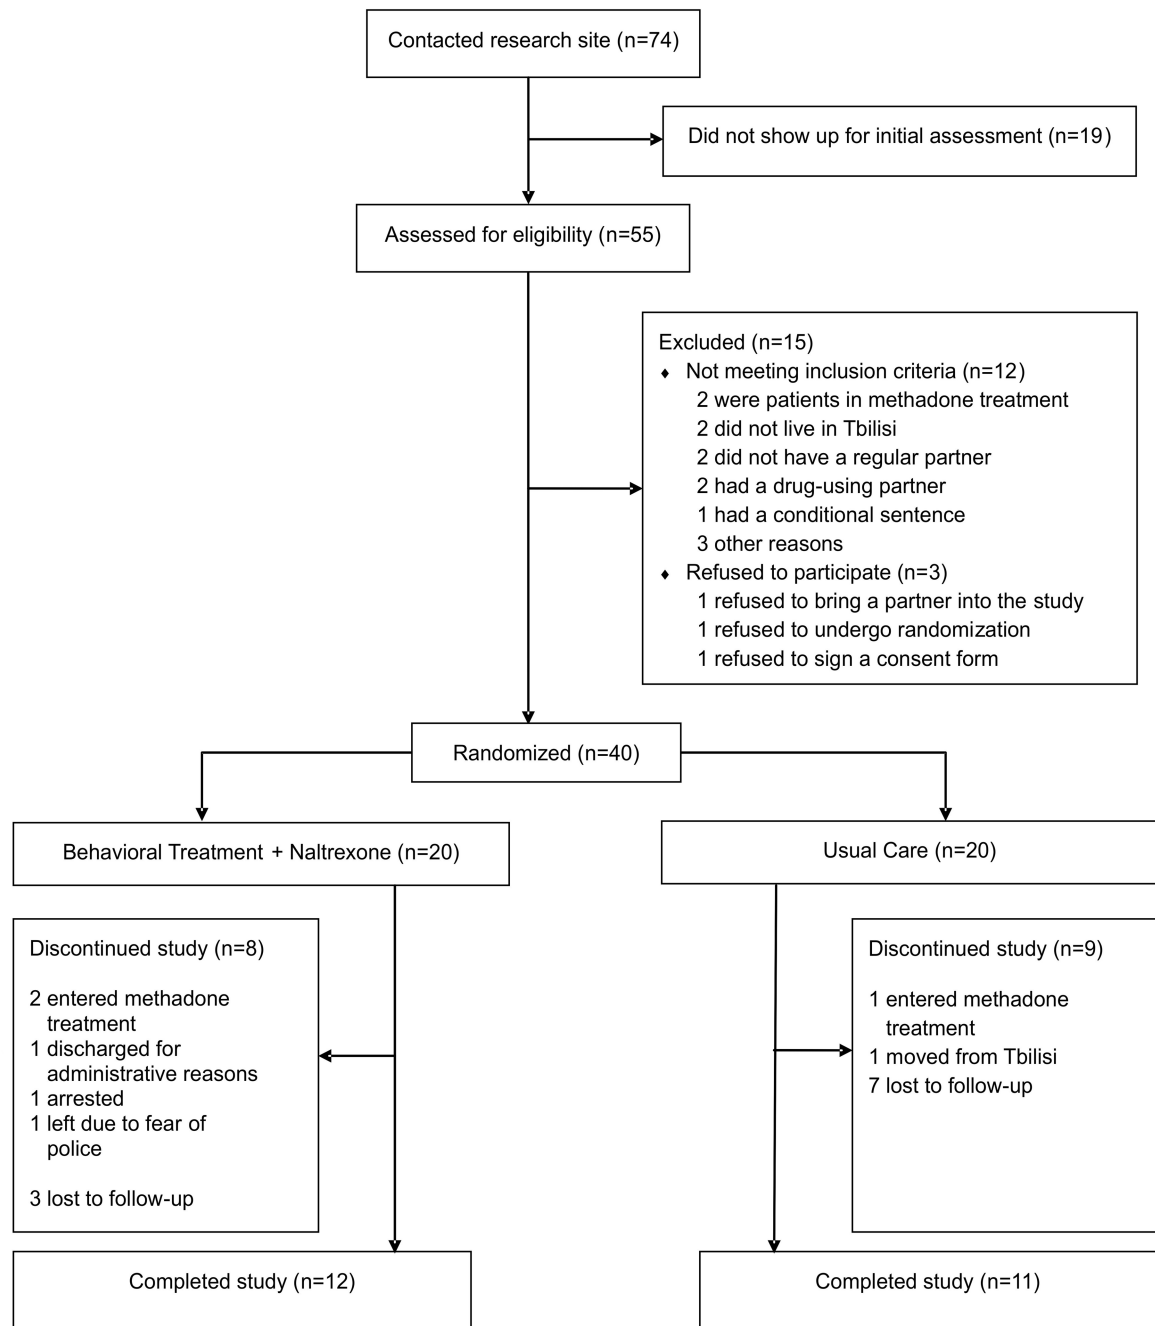 Contacted research site (n=74)
Did not show up for initial assessment (n=19)
Assessed for eligibility (n=55)
Excluded (n=15)
♦ Not meeting inclusion criteria (n=12)
2 were patients in methadone treatment
2 did not live in Tbilisi
2 did not have a regular partner
2 had a drug-using partner
1 had a conditional sentence
3 other reasons
♦ Refused to participate (n=3)
1 refused to bring a partner into the study
1 refused to undergo randomization
1 refused to sign a consent form
Randomized (n=40)
Behavioral Treatment + Naltrexone (n=20)
Usual Care (n=20)
Discontinued study (n=8)
2 entered methadone
treatment
1 discharged for
administrative reasons
1 arrested
1 left due to fear of
police
3 lost to follow-up
Discontinued study (n=9)
1 entered methadone
treatment
1 moved from Tbilisi
7 lost to follow-up
Completed study (n=12)
Completed study (n=11)